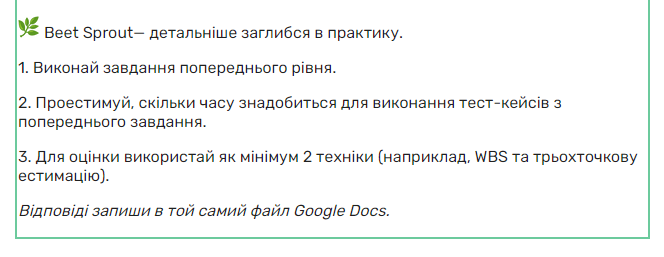 Beet Sprout— детальніше заглибся в практику.
1. Виконай завдання попереднього рівня.
2. Проестимуй, скільки часу знадобиться для виконання тест-кейсів з
попереднього завдання.
3. Для оцінки використай як мінімум 2 техніки (наприклад, WBS та трьохточкову
естимацію).
Відповіді запиши в той самий файл Google Docs.